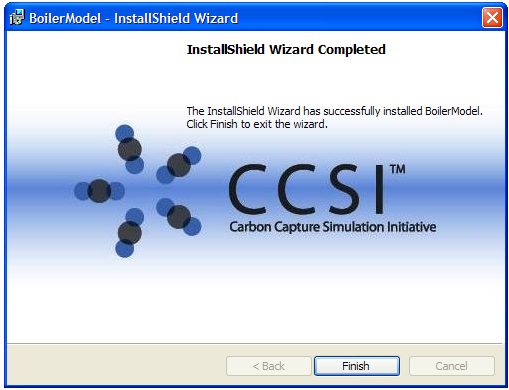 BoilerModel - InstallShield Wizard
InstallShield Wizard Completed
The InstallShield Wizard has successfully installed BoilerModel.
Click Finish to exit the wizard.
CCSI™
Carbon Capture Simulation Initiative
< Back
Finish
Cancel